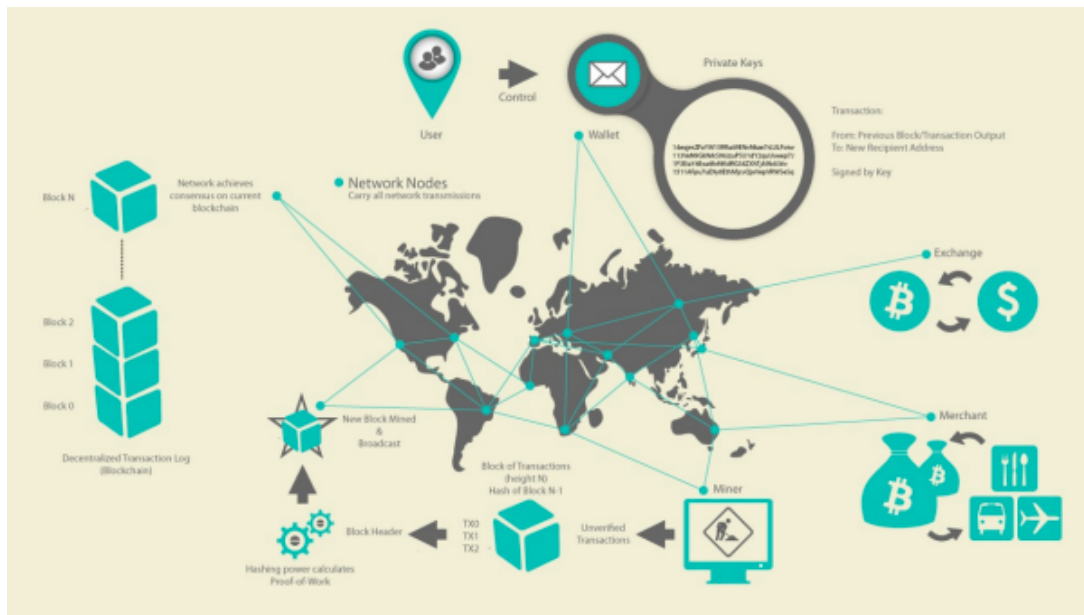 Private Keys
Control
User
Wallet
Transaction:
From: Previous Block/Transaction Output
To: New Recipient Address
Signed by Key
Block N
Network achieves
consensus on current
blockchain
Network Nodes
Carry all network transmissions
Exchange
Block 2
Block 1
Block 0
Decentralized Transaction Log
(Blockchain)
New Block Mined
&
Broadcast
Merchant
Block of Transactions
(height N)
Hash of Block N-1
Miner
TX0
TX1
TX2
Block Header
Unverified
Transactions
Hashing power calculates
Proof-of-Work